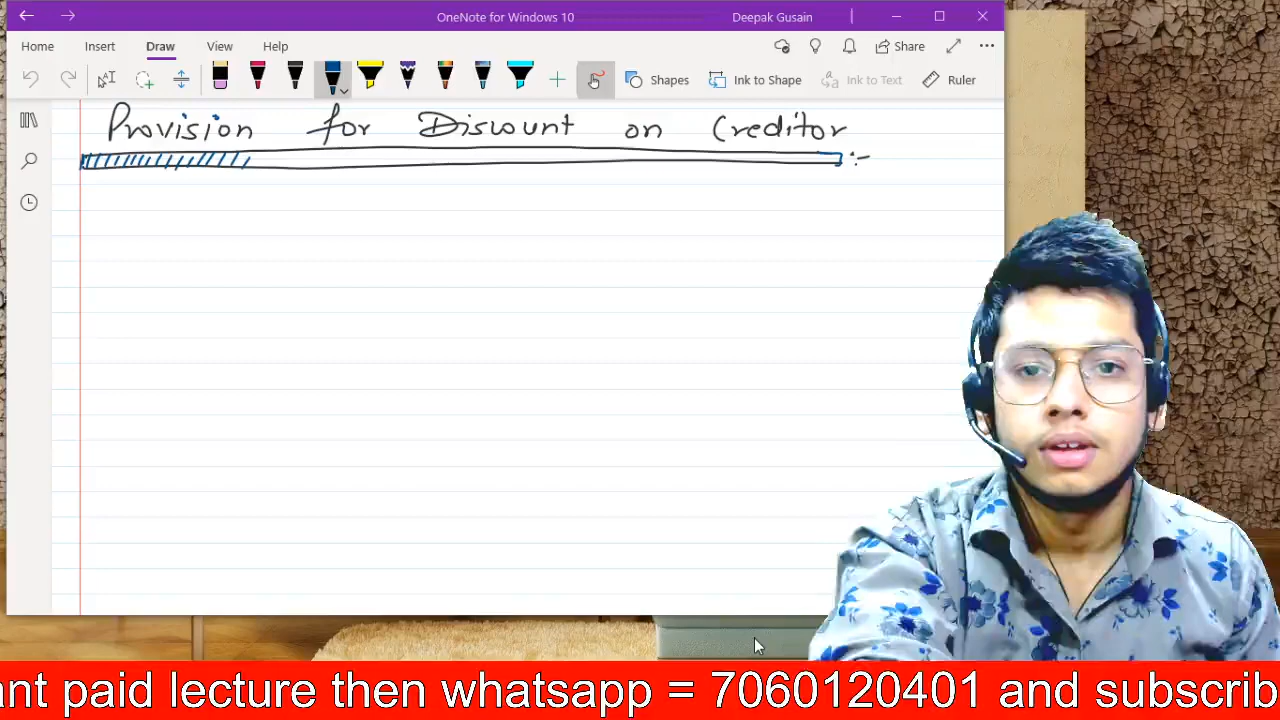 OneNote for Windows 10
Deepak Gusain
Home Insert Draw View Help
Share
Shapes Ink to Shape Ink to Text Ruler
Provision for Discount on Creditor :-
ant paid lecture then whatsapp = 7060120401 and subscrib